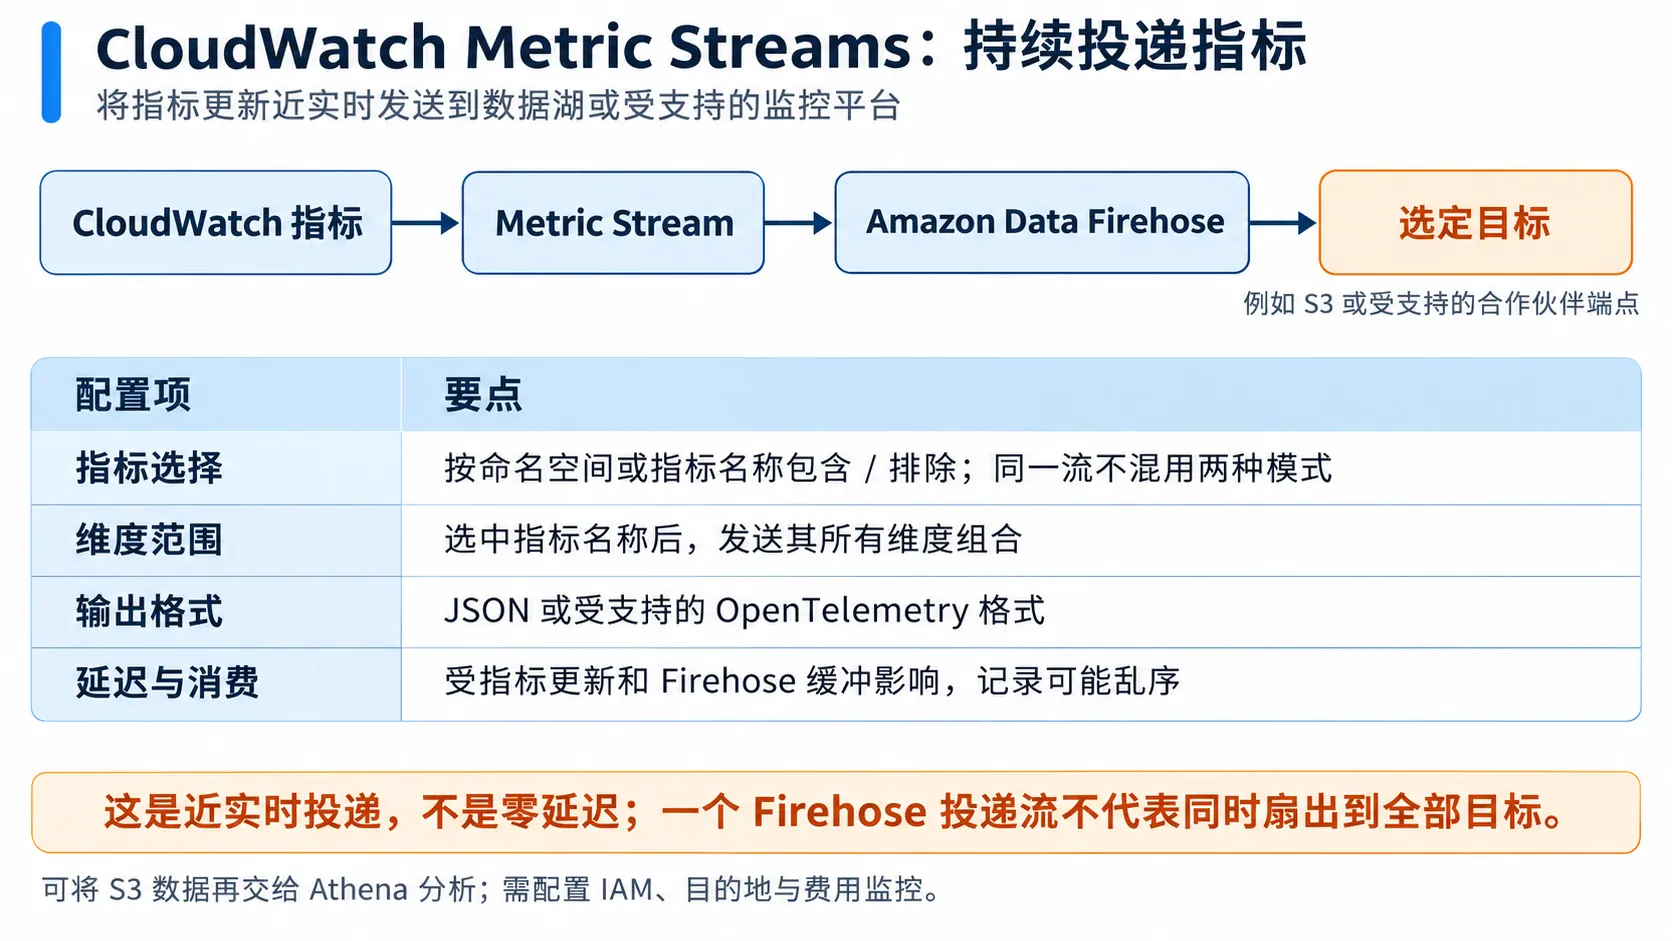 CloudWatch Metric Streams：持续投递指标
将指标更新近实时发送到数据湖或受支持的监控平台
CloudWatch 指标
Metric Stream
Amazon Data Firehose
选定目标
例如 S3 或受支持的合作伙伴端点
配置项
要点
指标选择
按命名空间或指标名称包含 / 排除；同一流不混用两种模式
维度范围
选中指标名称后，发送其所有维度组合
输出格式
JSON 或受支持的 OpenTelemetry 格式
延迟与消费
受指标更新和 Firehose 缓冲影响，记录可能乱序
这是近实时投递，不是零延迟；一个 Firehose 投递流不代表同时扇出到全部目标。
可将 S3 数据再交给 Athena 分析；需配置 IAM、目的地与费用监控。